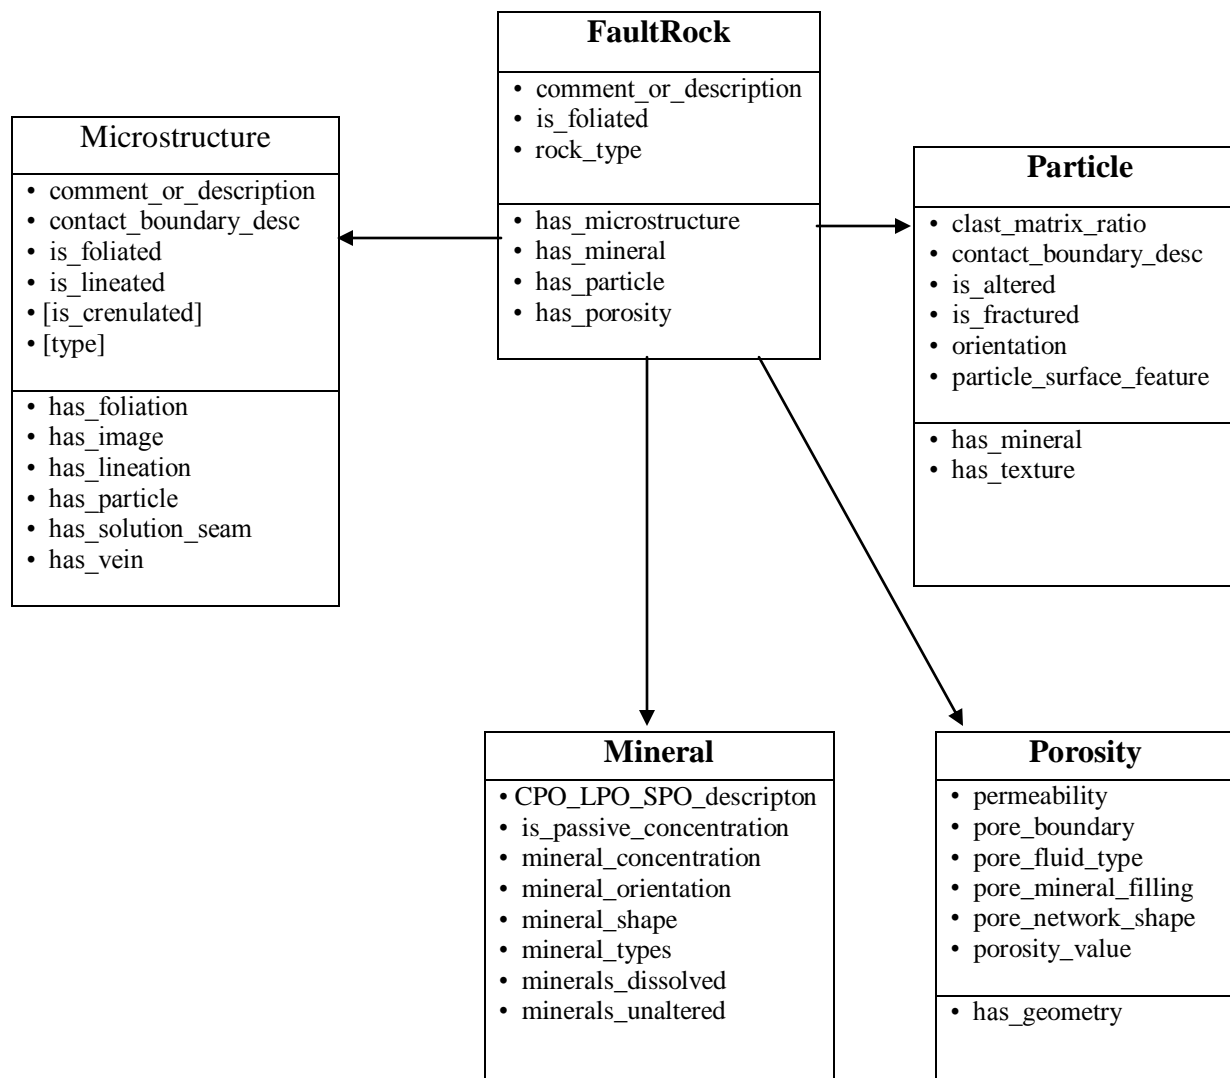 FaultRock
• comment_or_description
• is_foliated
• rock_type
• has_microstructure
• has_mineral
• has_particle
• has_porosity
Microstructure
• comment_or_description
• contact_boundary_desc
• is_foliated
• is_lineated
• [is_crenulated]
• [type]
• has_foliation
• has_image
• has_lineation
• has_particle
• has_solution_seam
• has_vein
Particle
• clast_matrix_ratio
• contact_boundary_desc
• is_altered
• is_fractured
• orientation
• particle_surface_feature
• has_mineral
• has_texture
Mineral
• CPO_LPO_SPO_descripton
• is_passive_concentration
• mineral_concentration
• mineral_orientation
• mineral_shape
• mineral_types
• minerals_dissolved
• minerals_unaltered
Porosity
• permeability
• pore_boundary
• pore_fluid_type
• pore_mineral_filling
• pore_network_shape
• porosity_value
• has_geometry